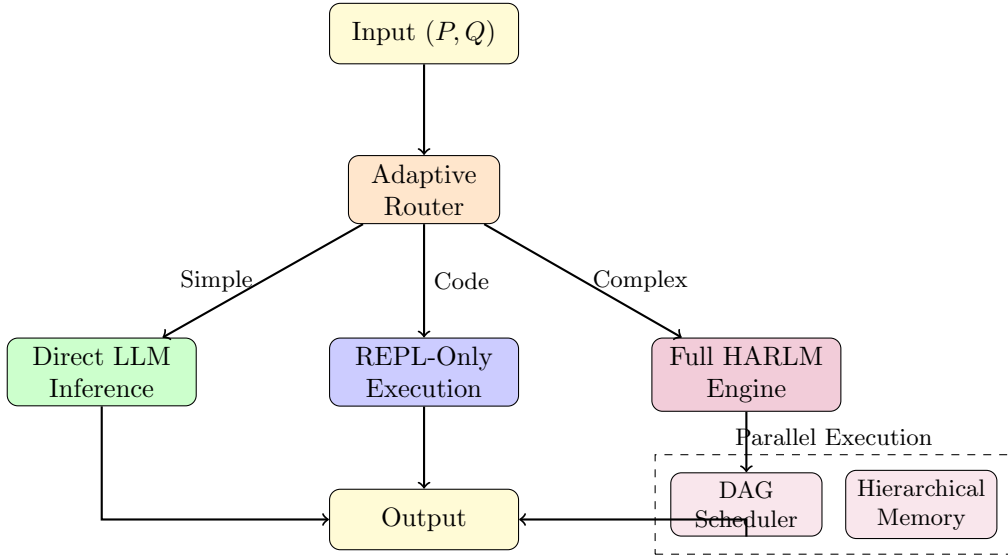 Input (P, Q)
Adaptive
Router
Simple
Code
Complex
Direct LLM
Inference
REPL-Only
Execution
Full HARLM
Engine
Parallel Execution
DAG
Scheduler
Hierarchical
Memory
Output